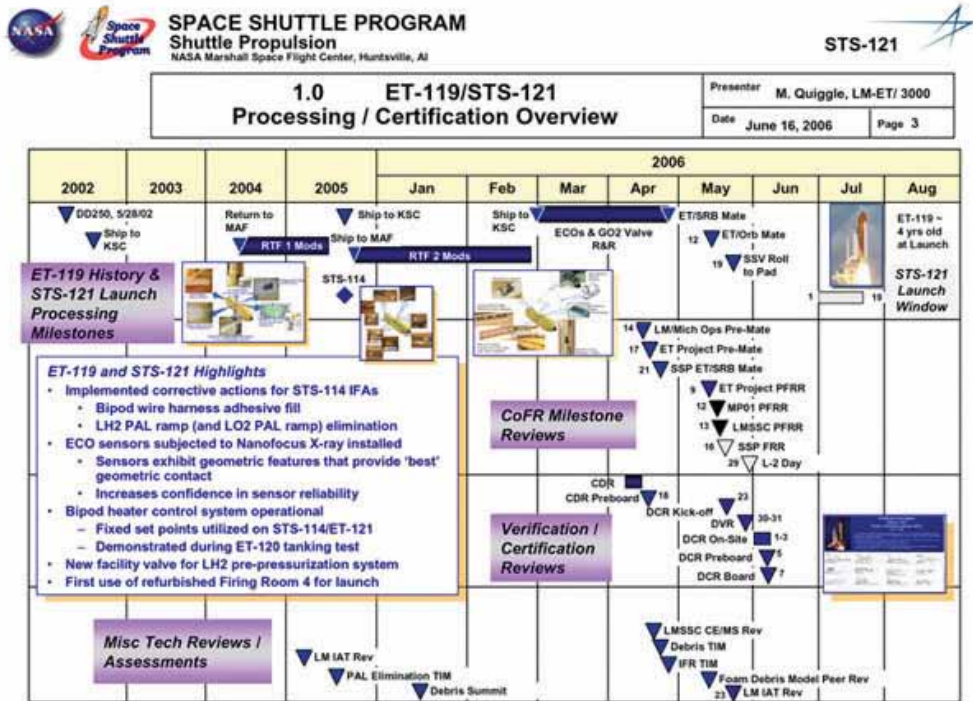 NASA
Space
Shuttle
Program
SPACE SHUTTLE PROGRAM
Shuttle Propulsion
NASA Marshall Space Flight Center, Huntsville, Al
STS-121
1.0 ET-119/STS-121
Processing / Certification Overview
Presenter M. Quiggle, LM-ET/ 3000
Date June 16, 2006
Page 3
2006
2002 2003 2004 2005 Jan Feb Mar Apr May Jun Jul Aug
DD250, 5/28/02
Ship to
KSC
Return to
MAF
RTF 1 Mods
Ship to KSC
Ship to MAF
RTF 2 Mods
STS-114
Ship to
KSC
ECOs & GO2 Valve
R&R
ET/SRB Mate
12 ET/Orb Mate
19 SSV Roll
to Pad
1 19
ET-119 ~
4 yrs old
at Launch
STS-121
Launch
Window
ET-119 History &
STS-121 Launch
Processing
Milestones
ET-119 and STS-121 Highlights
• Implemented corrective actions for STS-114 IFAs
• Bipod wire harness adhesive fill
• LH2 PAL ramp (and LO2 PAL ramp) elimination
• ECO sensors subjected to Nanofocus X-ray installed
• Sensors exhibit geometric features that provide 'best'
geometric contact
• Increases confidence in sensor reliability
• Bipod heater control system operational
– Fixed set points utilized on STS-114/ET-121
– Demonstrated during ET-120 tanking test
• New facility valve for LH2 pre-pressurization system
• First use of refurbished Firing Room 4 for launch
CoFR Milestone
Reviews
14 LM/Mich Ops Pre-Mate
17 ET Project Pre-Mate
21 SSP ET/SRB Mate
9 ET Project PFRR
12 MP01 PFRR
13 LMSSC PFRR
16 SSP FRR
29 L-2 Day
Verification /
Certification
Reviews
CDR
CDR Preboard 18
DCR Kick-off 23
DVR 30-31
DCR On-Site 1-3
DCR Preboard 5
DCR Board 7
Misc Tech Reviews /
Assessments
LM IAT Rev
PAL Elimination TIM
Debris Summit
LMSSC CE/MS Rev
Debris TIM
IFR TIM
Foam Debris Model Peer Rev
23 LM IAT Rev